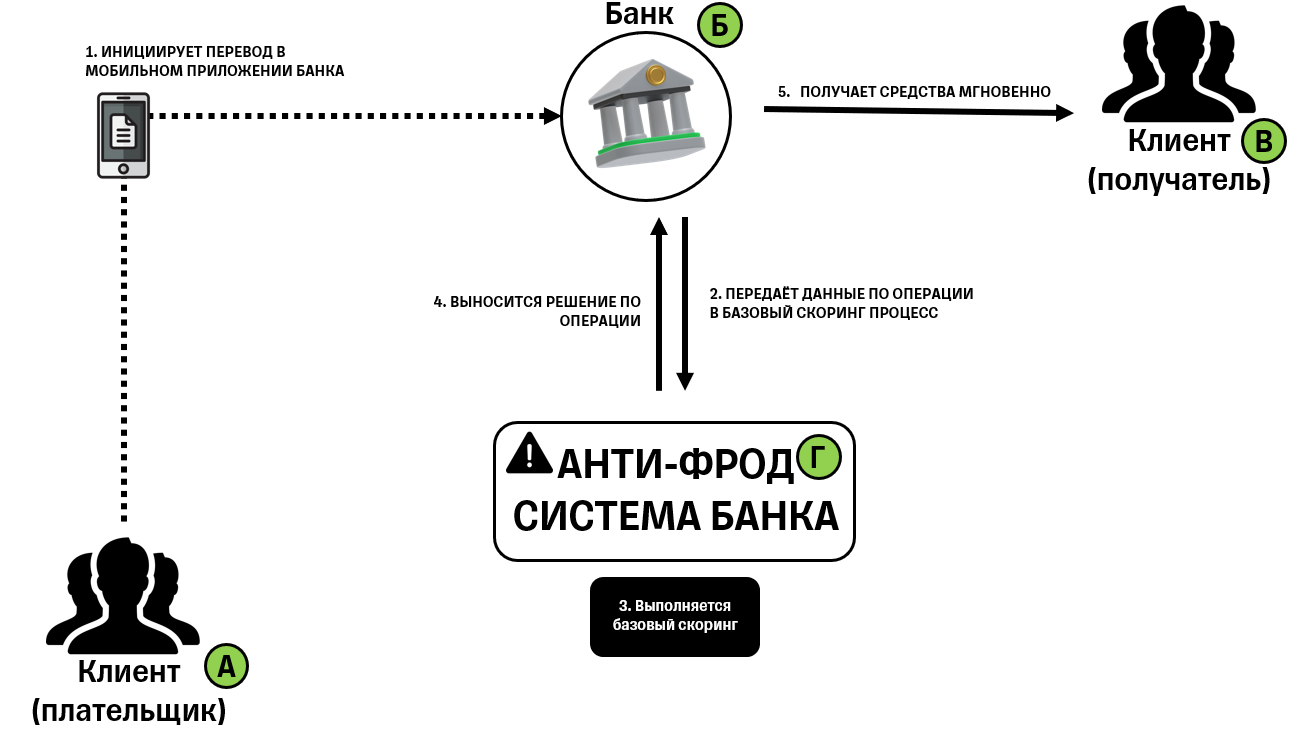 Банк
Б
1. ИНИЦИИРУЕТ ПЕРЕВОД В
МОБИЛЬНОМ ПРИЛОЖЕНИИ БАНКА
5. ПОЛУЧАЕТ СРЕДСТВА МГНОВЕННО
Клиент
В
(получатель)
4. ВЫНОСИТСЯ РЕШЕНИЕ ПО
ОПЕРАЦИИ
2. ПЕРЕДАЁТ ДАННЫЕ ПО ОПЕРАЦИИ
В БАЗОВЫЙ СКОРИНГ ПРОЦЕСС
АНТИ-ФРОД
Г
СИСТЕМА БАНКА
3. Выполняется
базовый скоринг
Клиент
А
(плательщик)